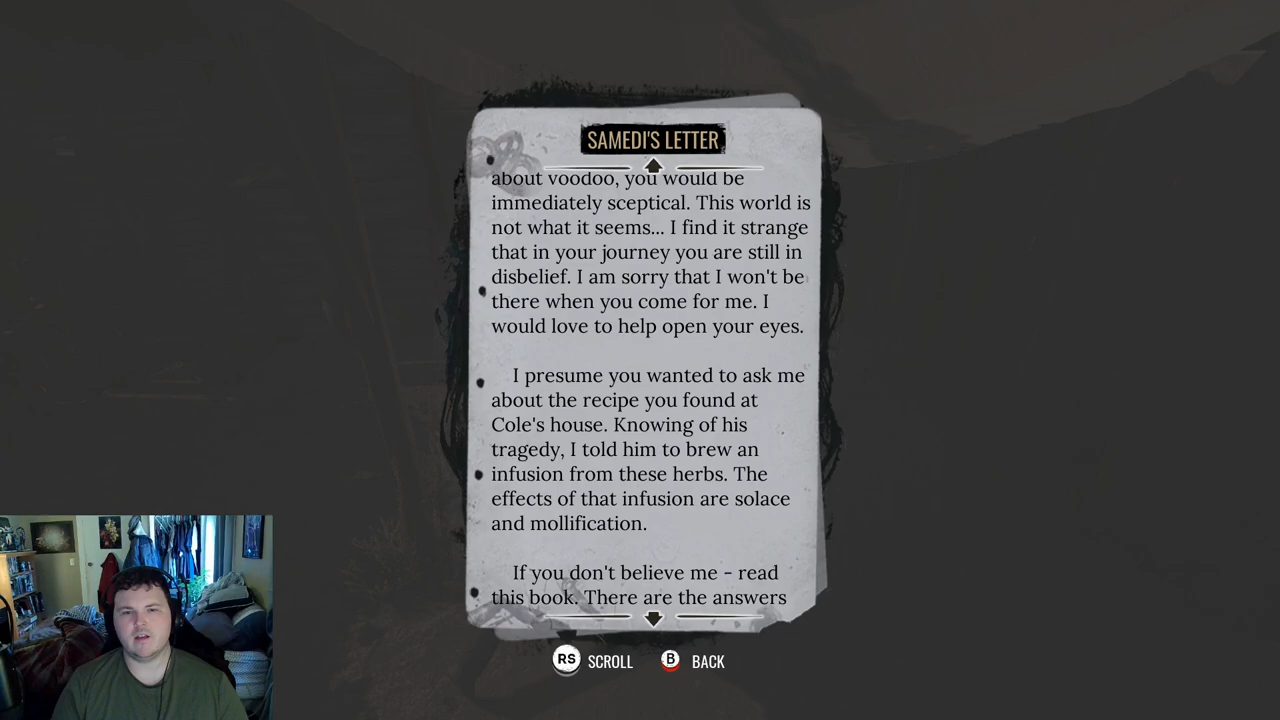 SAMEDI'S LETTER
about voodoo, you would be
immediately sceptical. This world is
not what it seems... I find it strange
that in your journey you are still in
disbelief. I am sorry that I won't be
there when you come for me. I
would love to help open your eyes.
I presume you wanted to ask me
about the recipe you found at
Cole's house. Knowing of his
tragedy, I told him to brew an
infusion from these herbs. The
effects of that infusion are solace
and mollification.
If you don't believe me - read
this book. There are the answers
RS SCROLL B BACK